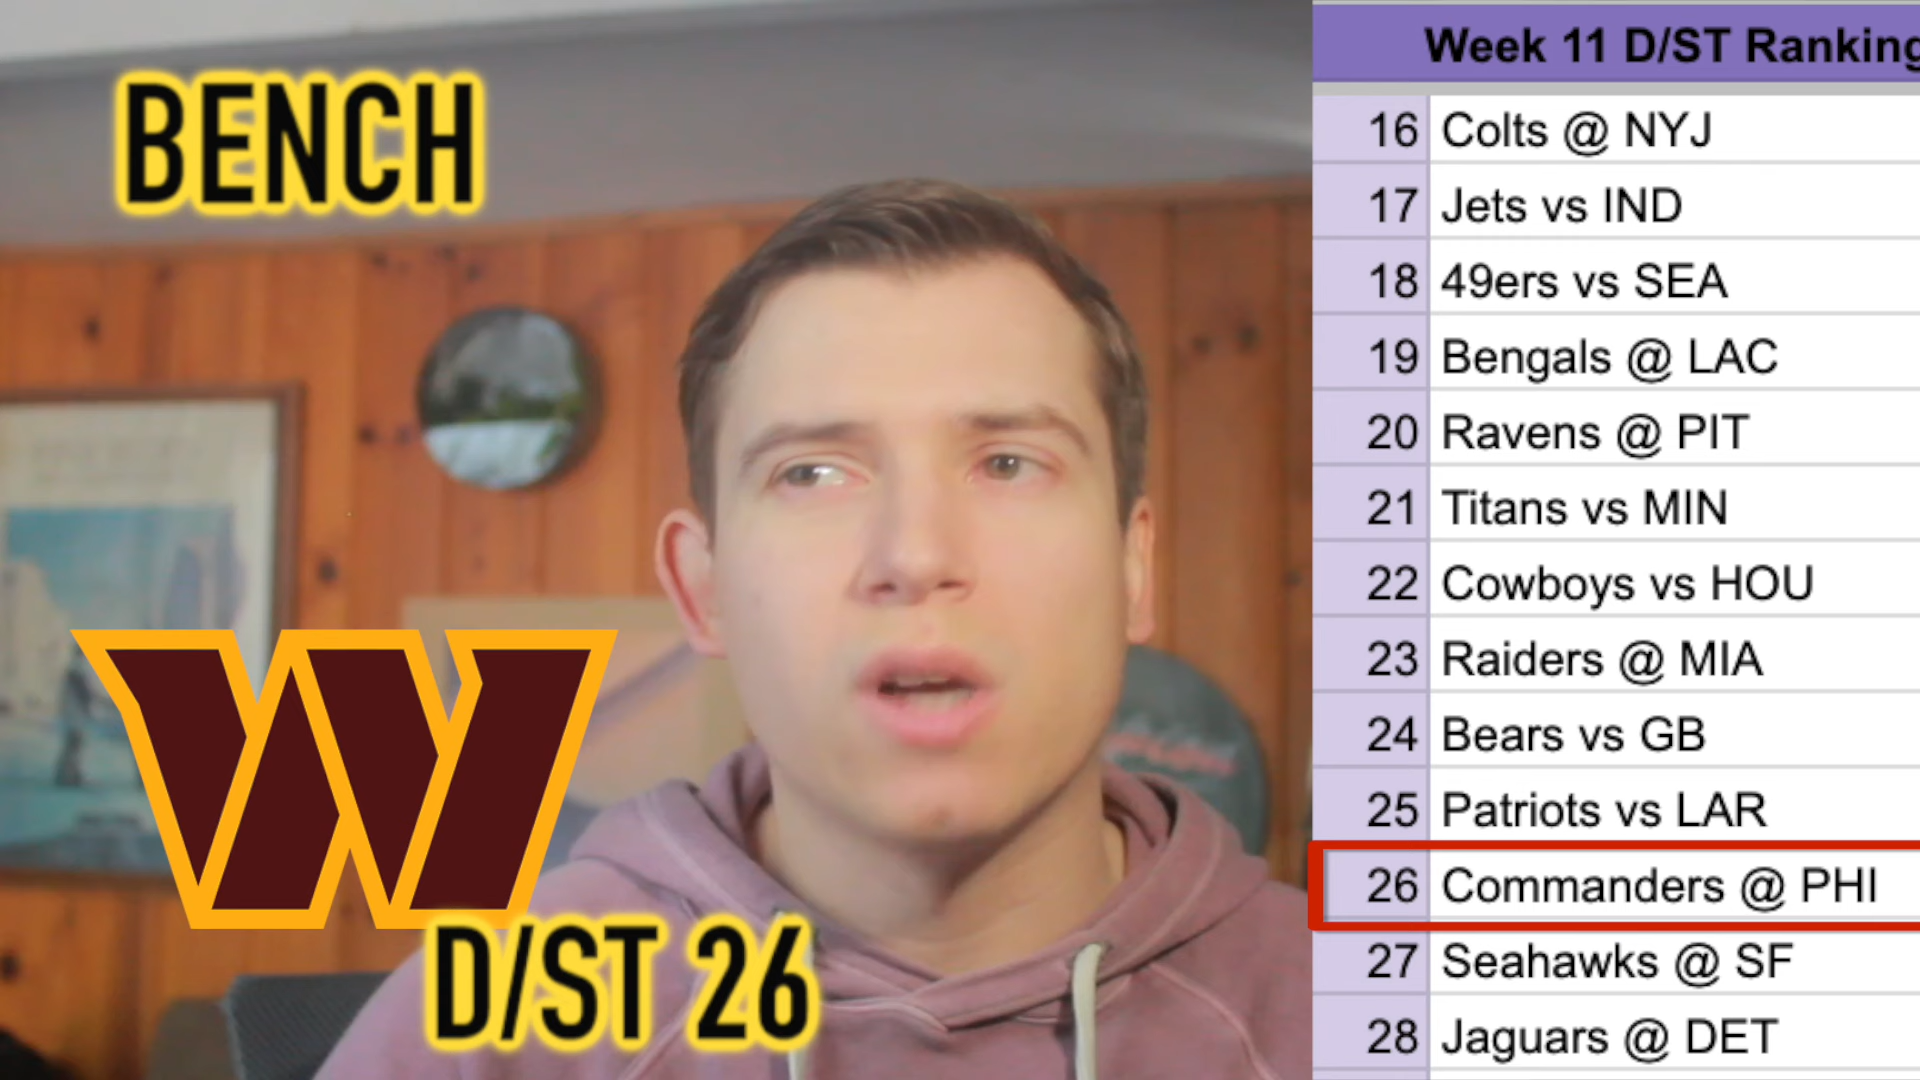 BENCH
D/ST 26
Week 11 D/ST Ranking
16 Colts @ NYJ
17 Jets vs IND
18 49ers vs SEA
19 Bengals @ LAC
20 Ravens @ PIT
21 Titans vs MIN
22 Cowboys vs HOU
23 Raiders @ MIA
24 Bears vs GB
25 Patriots vs LAR
26 Commanders @ PHI
27 Seahawks @ SF
28 Jaguars @ DET